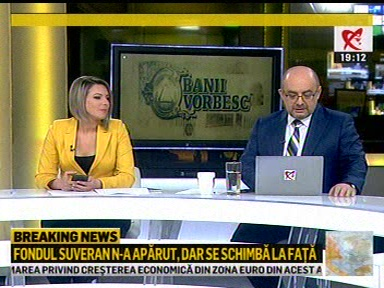 BANII
VORBESC
19:12
BREAKING NEWS
FONDUL SUVERAN N-A APĂRUT, DAR SE SCHIMBĂ LA FAȚĂ
MAREA PRIVIND CREȘTEREA ECONOMICĂ DIN ZONA EURO DIN ACEST A